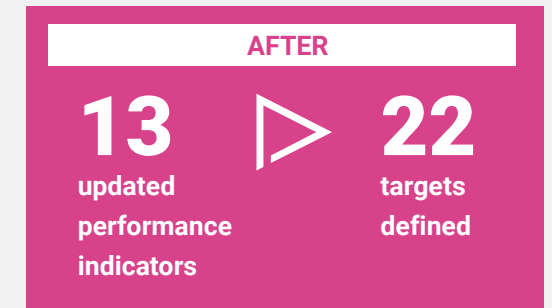 AFTER
13
updated
performance
indicators
22
targets
defined